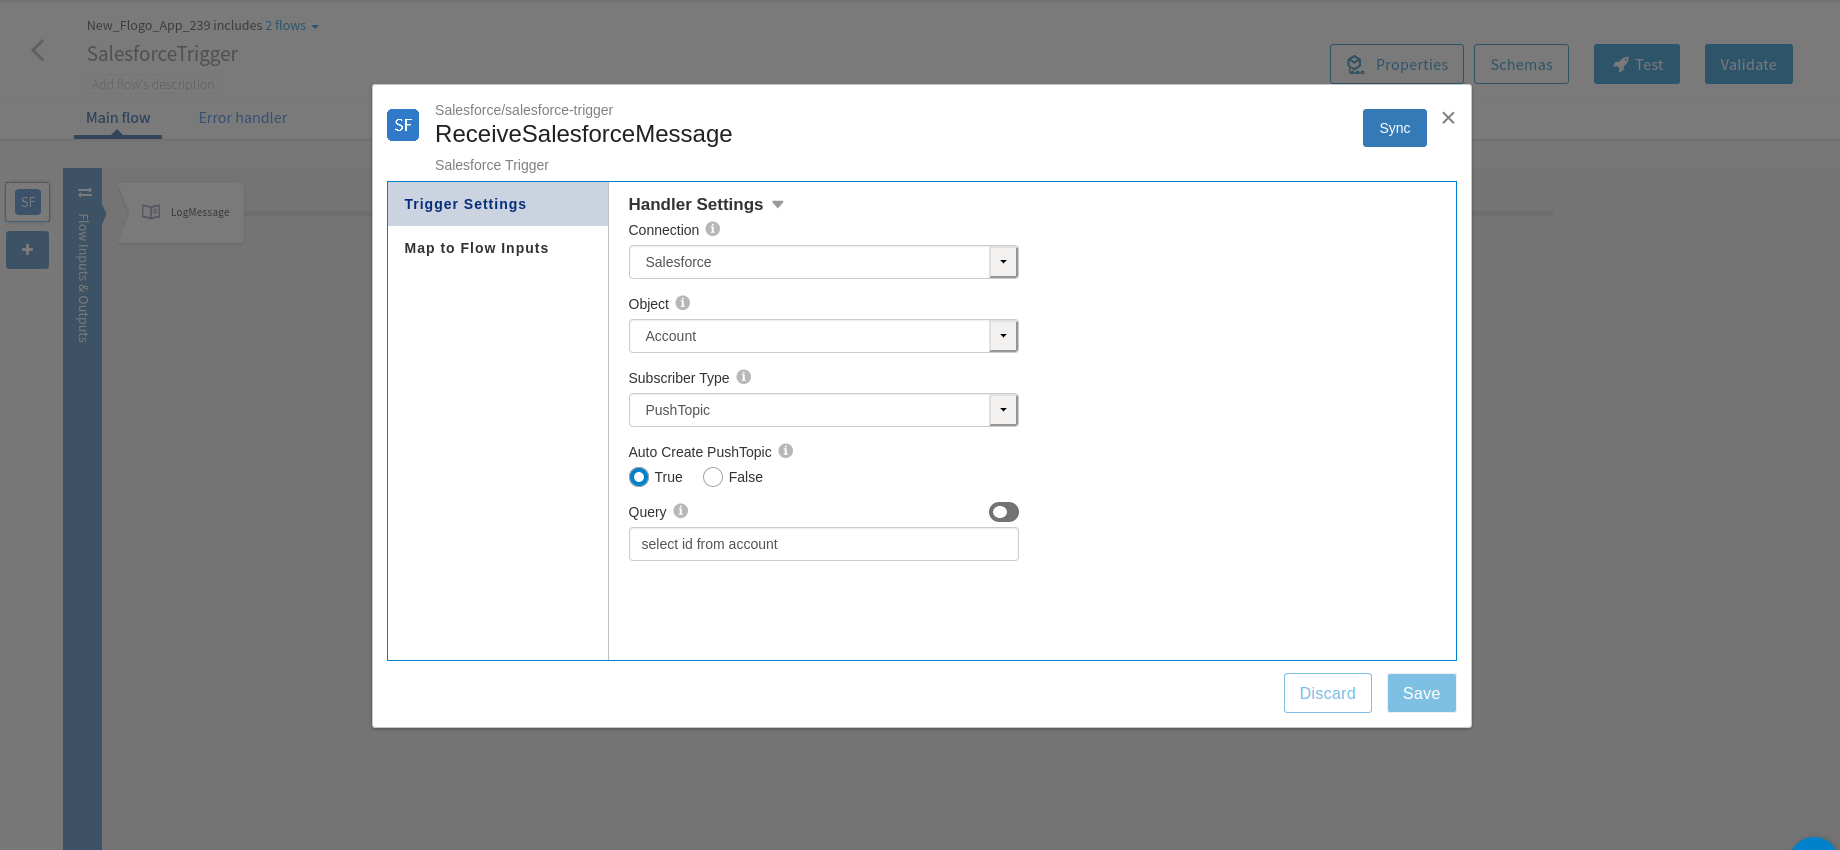 New_Flogo_App_239 includes 2 flows
SalesforceTrigger
Add flow's description
Properties
Schemas
Test
Validate
Main flow
Error handler
SF
Flow Inputs & Outputs
LogMessage
SF
Salesforce/salesforce-trigger
ReceiveSalesforceMessage
Salesforce Trigger
Sync
Trigger Settings
Map to Flow Inputs
Handler Settings
Connection
Salesforce
Object
Account
Subscriber Type
PushTopic
Auto Create PushTopic
True False
Query
select id from account
Discard
Save